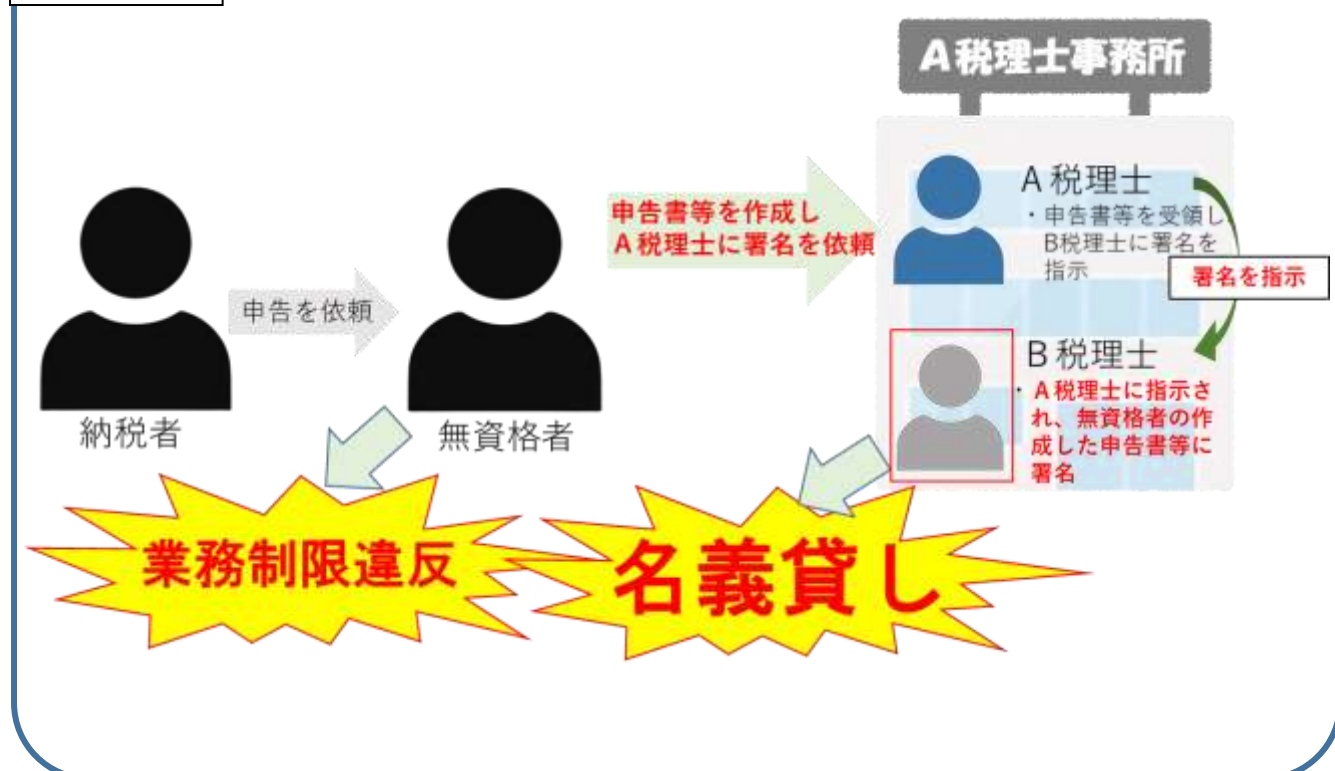 A税理士事務所
A税理士
・申告書等を受領し
B税理士に署名を
指示
署名を指示
申告書等を作成し
A税理士に署名を依頼
申告を依頼
納税者
無資格者
B税理士
・A税理士に指示さ
れ、無資格者の作
成した申告書等に
署名
業務制限違反
名義貸し